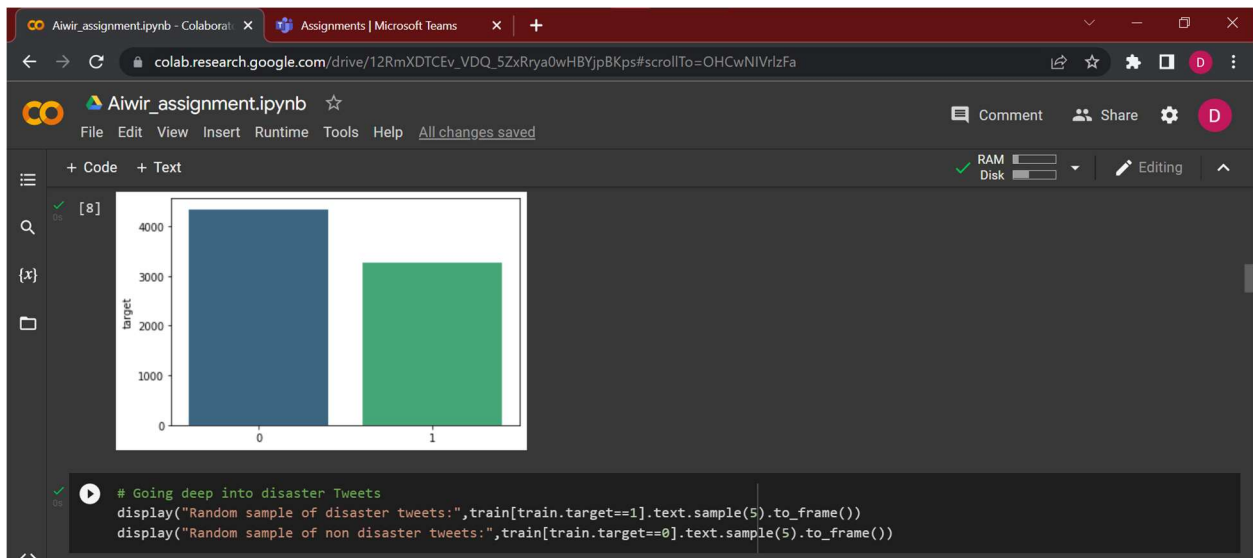 Aiwir_assignment.ipynb - Colaborato
Assignments | Microsoft Teams
colab.research.google.com/drive/12RmXDTCEv_VDQ_5ZxRrya0wHBYjpBKps#scrollTo=OHCwNIVrlzFa
D
Aiwir_assignment.ipynb
Comment
Share
D
File Edit View Insert Runtime Tools Help All changes saved
+ Code + Text
RAM
Disk
Editing
0s
[8]
{x}
4000
3000
2000
1000
0
target
0 1
0s
# Going deep into disaster Tweets
display("Random sample of disaster tweets:",train[train.target==1].text.sample(5).to_frame())
display("Random sample of non disaster tweets:",train[train.target==0].text.sample(5).to_frame())